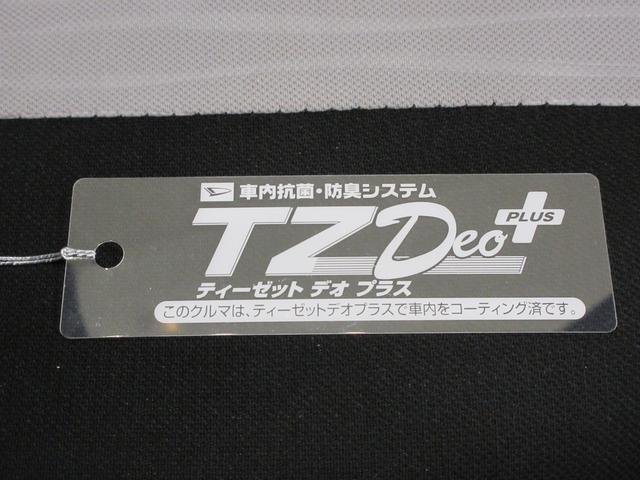 車内抗菌・防臭システム
TZ Deo PLUS
ティーゼット デオ プラス
このクルマは、ティーゼットデオプラスで車内をコーティング済です。